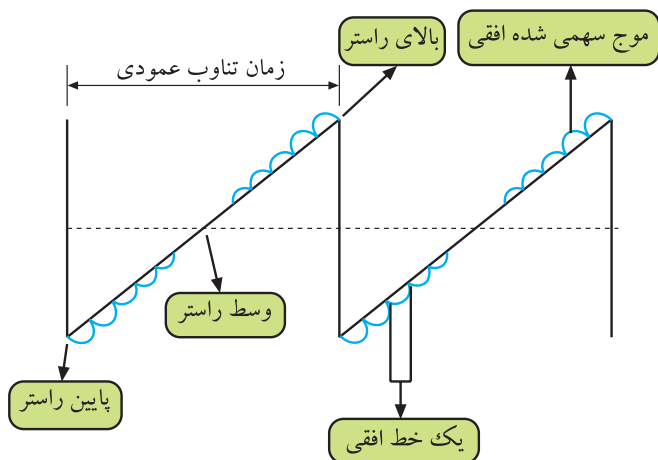 موج سهمی شده افقی
بالای راستر
زمان تناوب عمودی
وسط راستر
پایین راستر
یک خط افقی